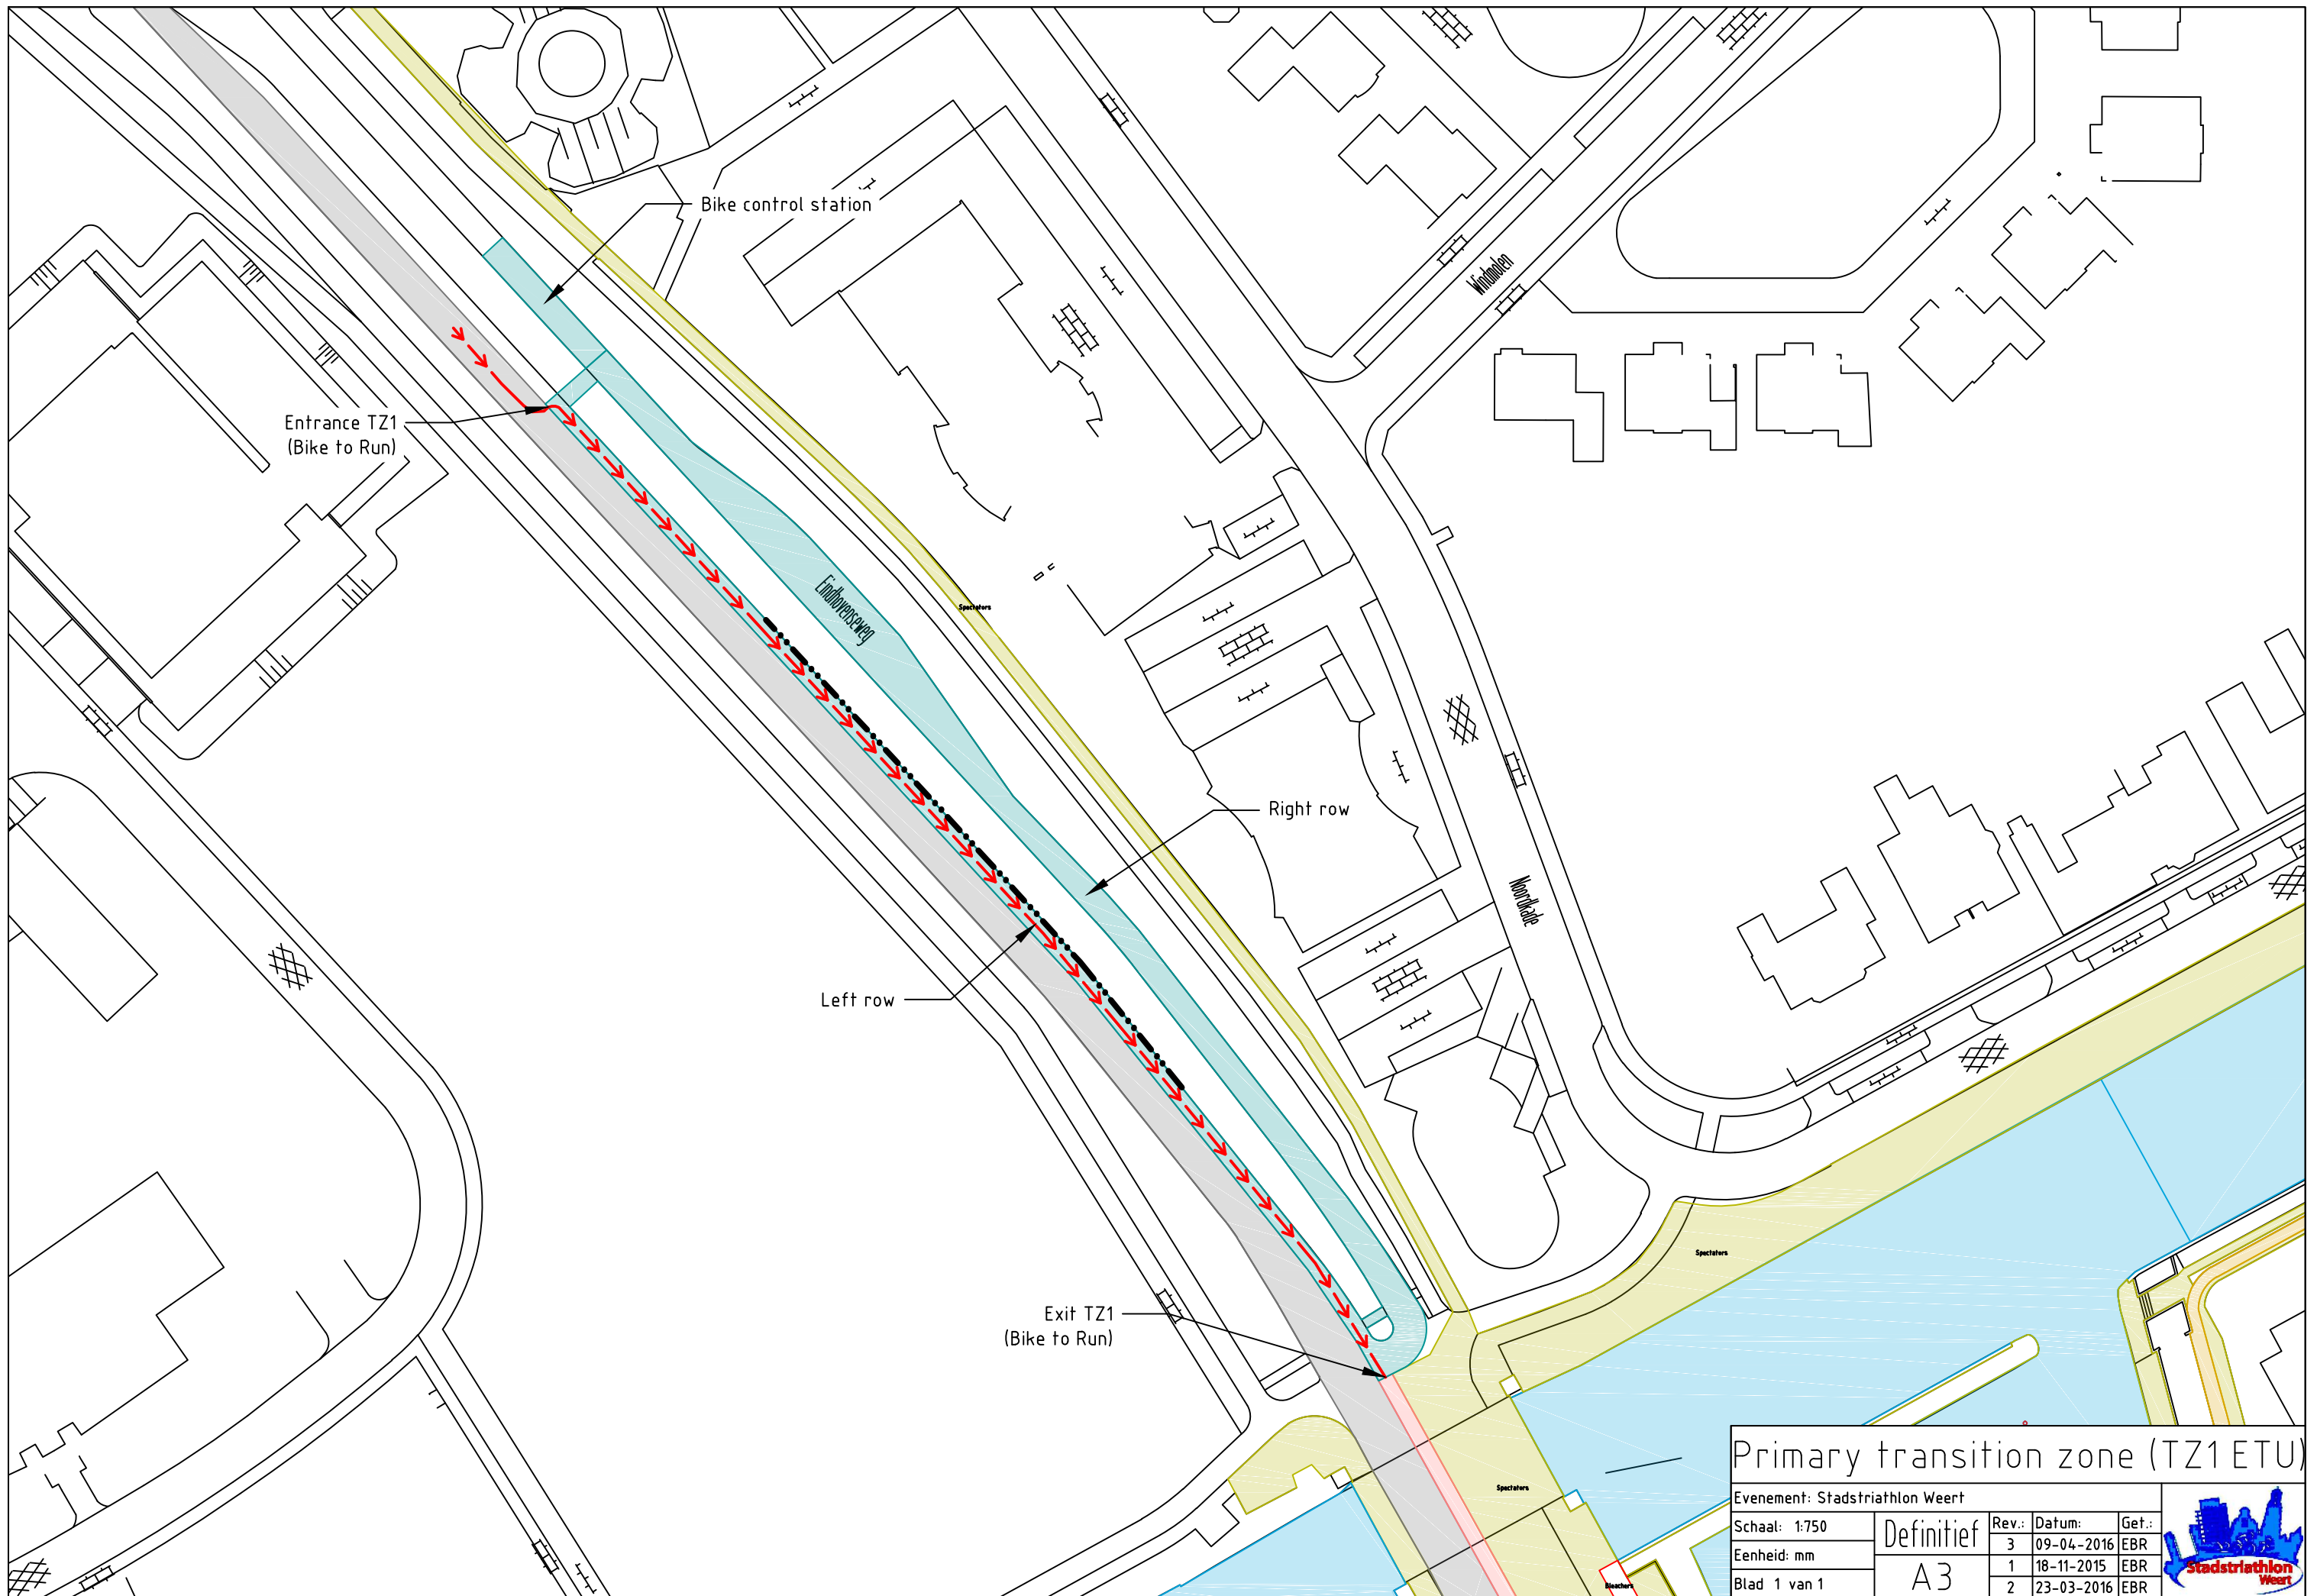 Bike control station
Windmolen
Entrance TZ1
(Bike to Run)
Eindhovenseweg
Spectators
Right row
Noordkade
Left row
Spectators
Exit TZ1
(Bike to Run)
Spectators
Bleachers
Primary transition zone (TZ1 ETU)
Evenement: Stadstriathlon Weert
Schaal: 1:750
Eenheid: mm
Blad 1 van 1
Definitief
A3
Rev.: Datum: Get.:
3 09-04-2016 EBR
1 18-11-2015 EBR
2 23-03-2016 EBR
Stadstriathlon
Weert